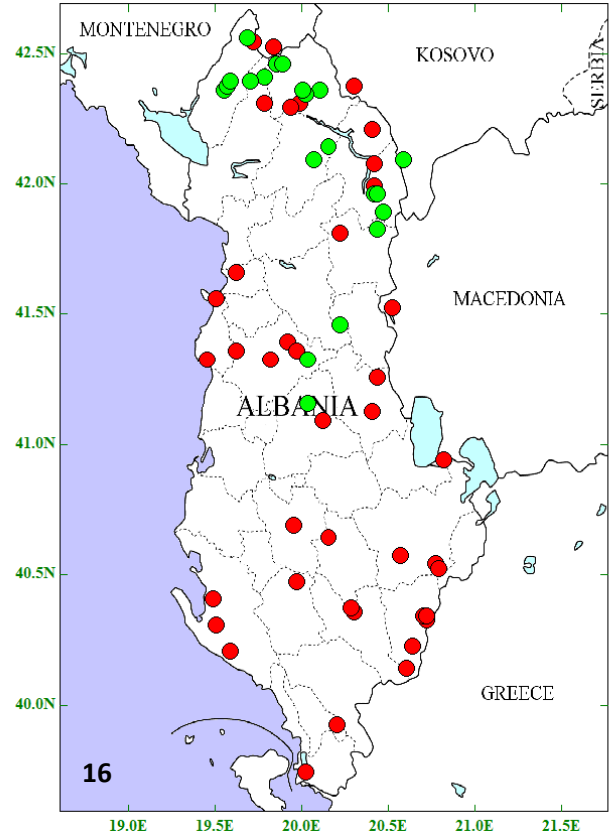 MONTENEGRO
42.5N
KOSOVO
SERBIA
42.0N
41.5N
MACEDONIA
ALBANIA
41.0N
40.5N
40.0N
GREECE
16
19.0E 19.5E 20.0E 20.5E 21.0E 21.5E